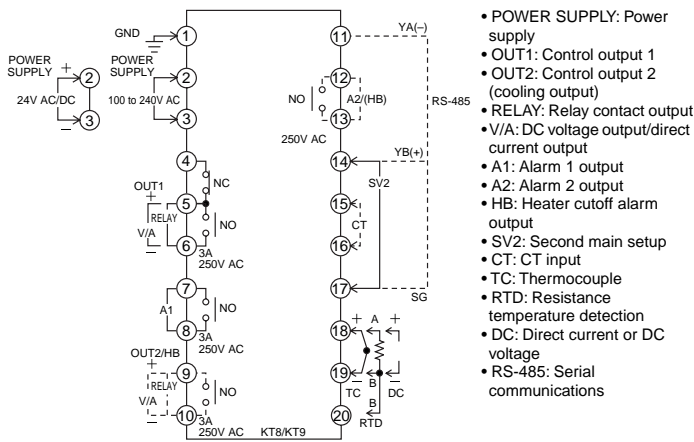 GND
1
POWER SUPPLY
+
2
24V AC/DC
3
−
POWER SUPPLY
2
100 to 240V AC
3
4
NC
OUT1
+
5
RELAY
V/A
NO
−
6
3A
250V AC
7
A1
NO
8
3A
250V AC
OUT2/HB
+
9
RELAY
V/A
NO
−
10
3A
250V AC
KT8/KT9
11
YA(–)
12
NO
A2/(HB)
13
250V AC
RS-485
14
YB(+)
SV2
15
CT
16
17
SG
18
+
A
+
19
−
TC
B
−
DC
B
20
RTD
• POWER SUPPLY: Power
supply
• OUT1: Control output 1
• OUT2: Control output 2
(cooling output)
• RELAY: Relay contact output
• V/A: DC voltage output/direct
current output
• A1: Alarm 1 output
• A2: Alarm 2 output
• HB: Heater cutoff alarm
output
• SV2: Second main setup
• CT: CT input
• TC: Thermocouple
• RTD: Resistance
temperature detection
• DC: Direct current or DC
voltage
• RS-485: Serial
communications